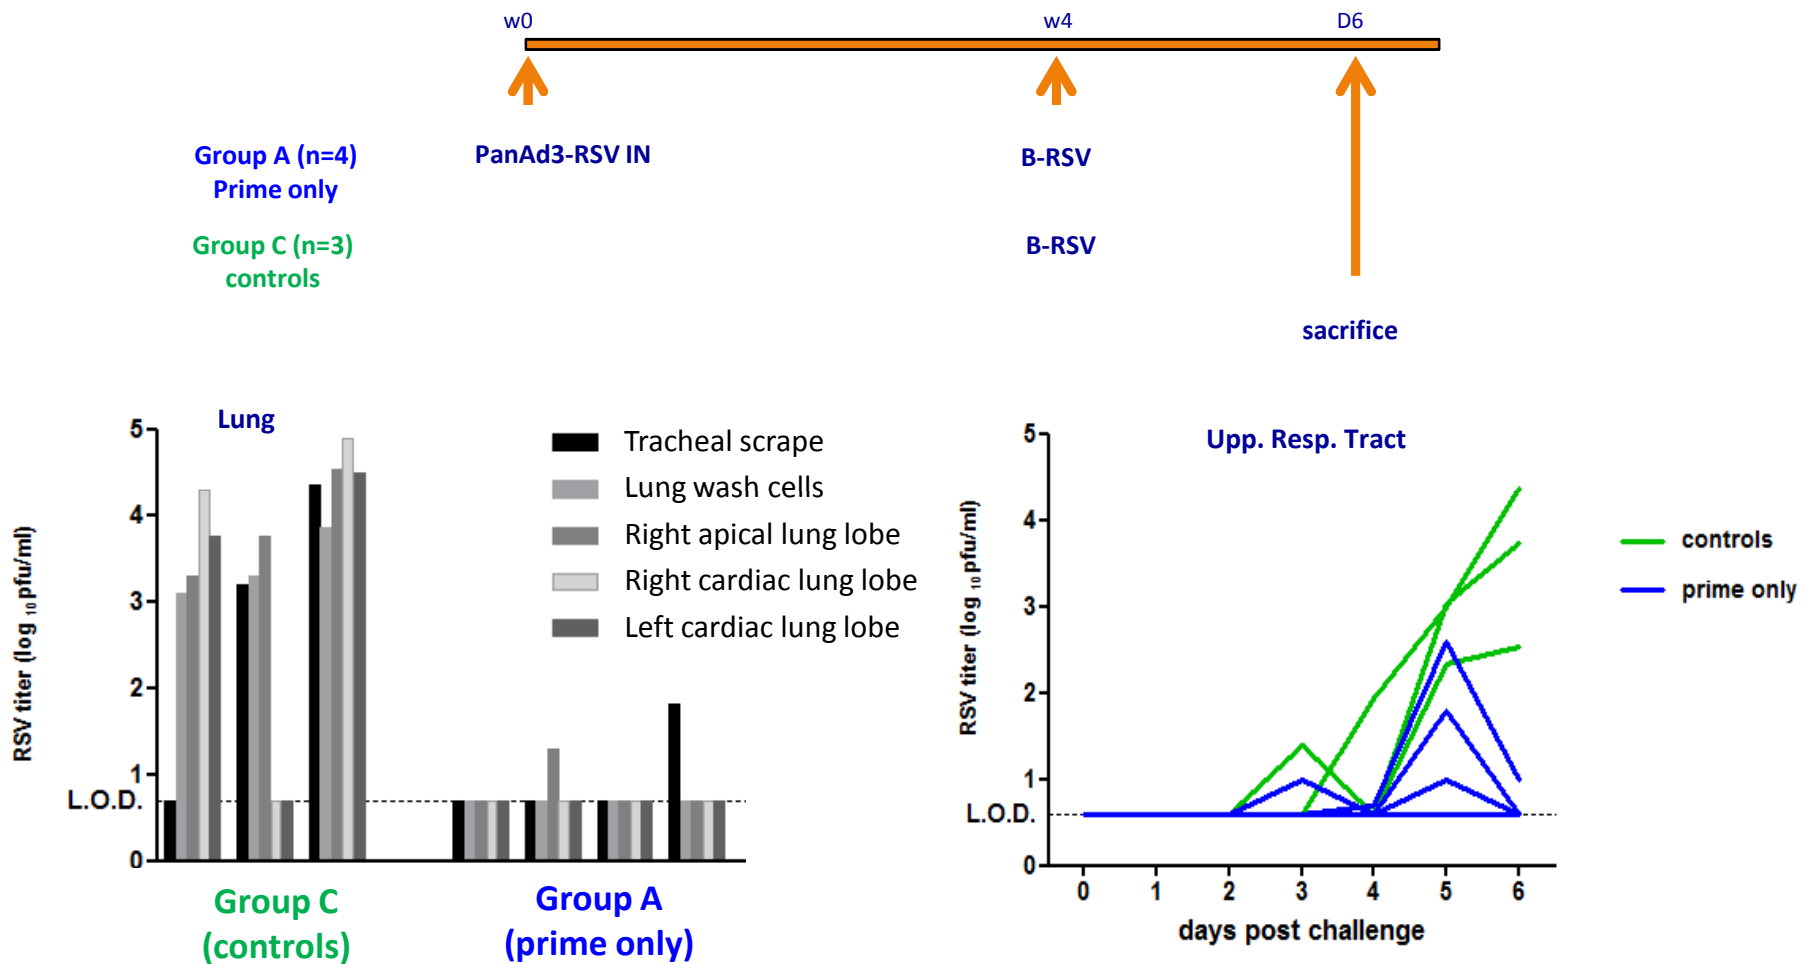 w0 w4 D6
Group A (n=4) PanAd3-RSV IN B-RSV
Prime only
Group C (n=3) B-RSV
controls
sacrifice
Lung
RSV titer (log 10 pfu/ml)
5
4
3
2
1
L.O.D.
0
Tracheal scrape
Lung wash cells
Right apical lung lobe
Right cardiac lung lobe
Left cardiac lung lobe
Group C
(controls)
Group A
(prime only)
Upp. Resp. Tract
RSV titer (log 10 pfu/ml)
5
4
3
2
1
L.O.D.
0
0 1 2 3 4 5 6
days post challenge
controls
prime only